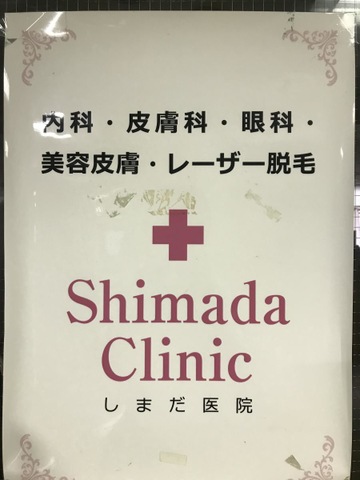 内科・皮膚科・眼科・
美容皮膚・レーザー脱毛
Shimada
Clinic
しまだ医院